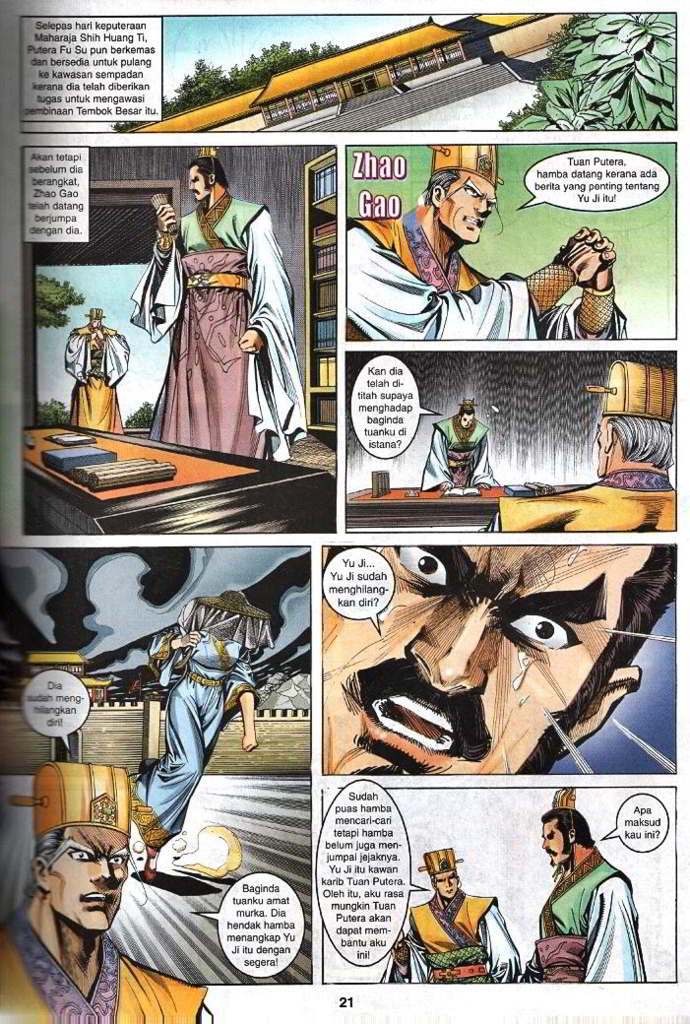 Selepas hari keputeraan
Maharaja Shih Huang Ti,
Putera Fu Su pun berkemas
dan bersedia untuk pulang
ke kawasan sempadan
kerana dia telah diberikan
tugas untuk mengawasi
pembinaan Tembok Besar itu.
Akan tetapi
sebelum dia
berangkat,
Zhao Gao
telah datang
berjumpa
dengan dia.
Zhao
Gao
Tuan Putera,
hamba datang kerana ada
berita yang penting tentang
Yu Ji itu!
Kan dia
telah di-
titah supaya
menghadap
baginda
tuanku di
istana?
Dia
sudah meng-
hilangkan
diri!
Baginda
tuanku amat
murka. Dia
hendak hamba
menangkap Yu
Ji itu dengan
segera!
Yu Ji...
Yu Ji sudah
menghilang-
kan diri?
Sudah
puas hamba
mencari-cari
tetapi hamba
belum juga men-
jumpai jejaknya.
Yu Ji itu kawan
karib Tuan Putera.
Oleh itu, aku rasa
mungkin Tuan
Putera akan
dapat mem-
bantu aku
ini!
Apa
maksud
kau ini?
21